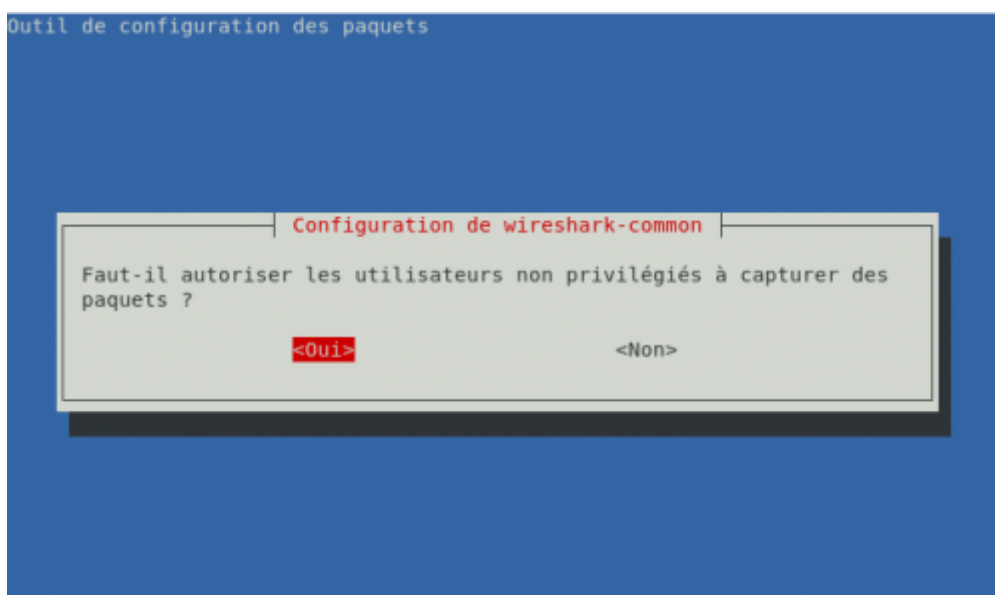 Outil de configuration des paquets
Configuration de wireshark-common
Faut-il autoriser les utilisateurs non privilégiés à capturer des
paquets ?
<Oui> <Non>